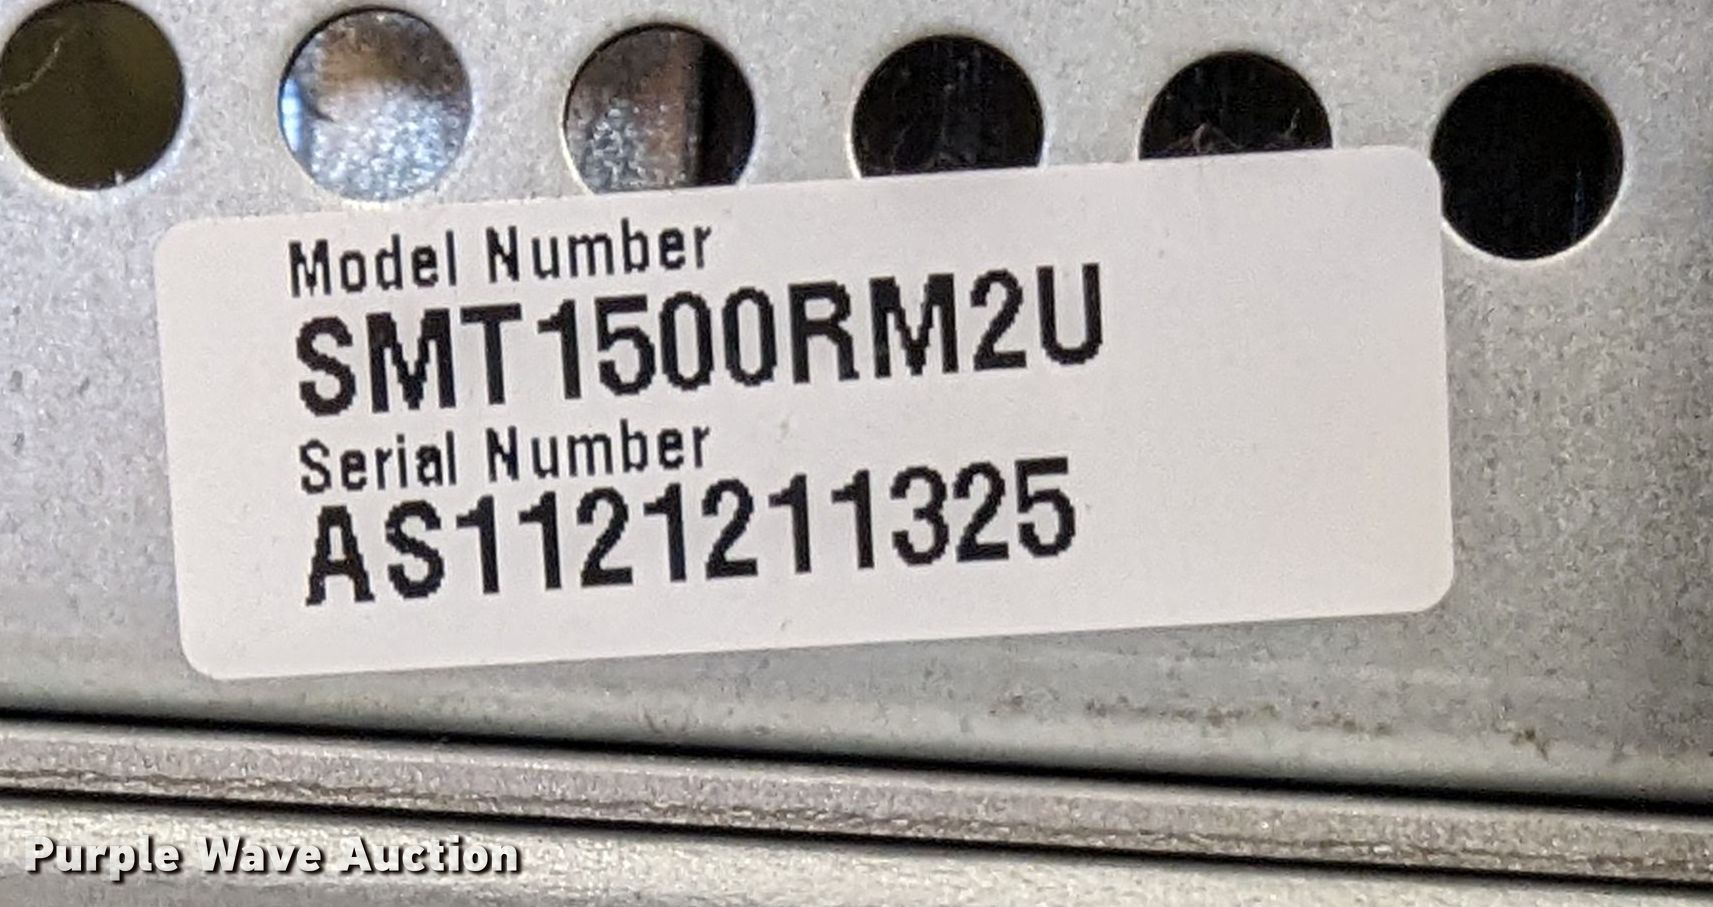 Model Number
SMT1500RM2U
Serial Number
AS1121211325
Purple Wave Auction